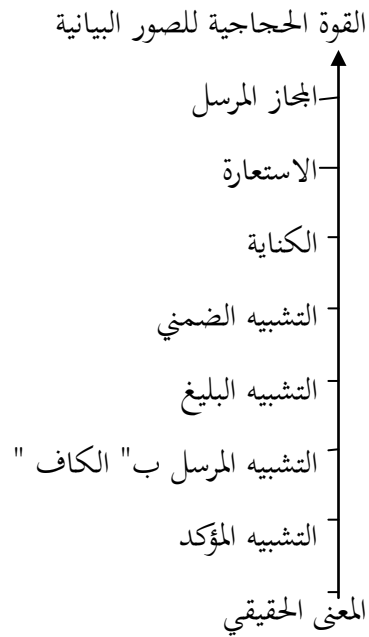 القوة الحجاجية للصور البيانية
المجاز المرسل
الاستعارة
الكناية
التشبيه الضمني
التشبيه البليغ
التشبيه المرسل ب" الكاف "
التشبيه المؤكد
المعنى الحقيقي